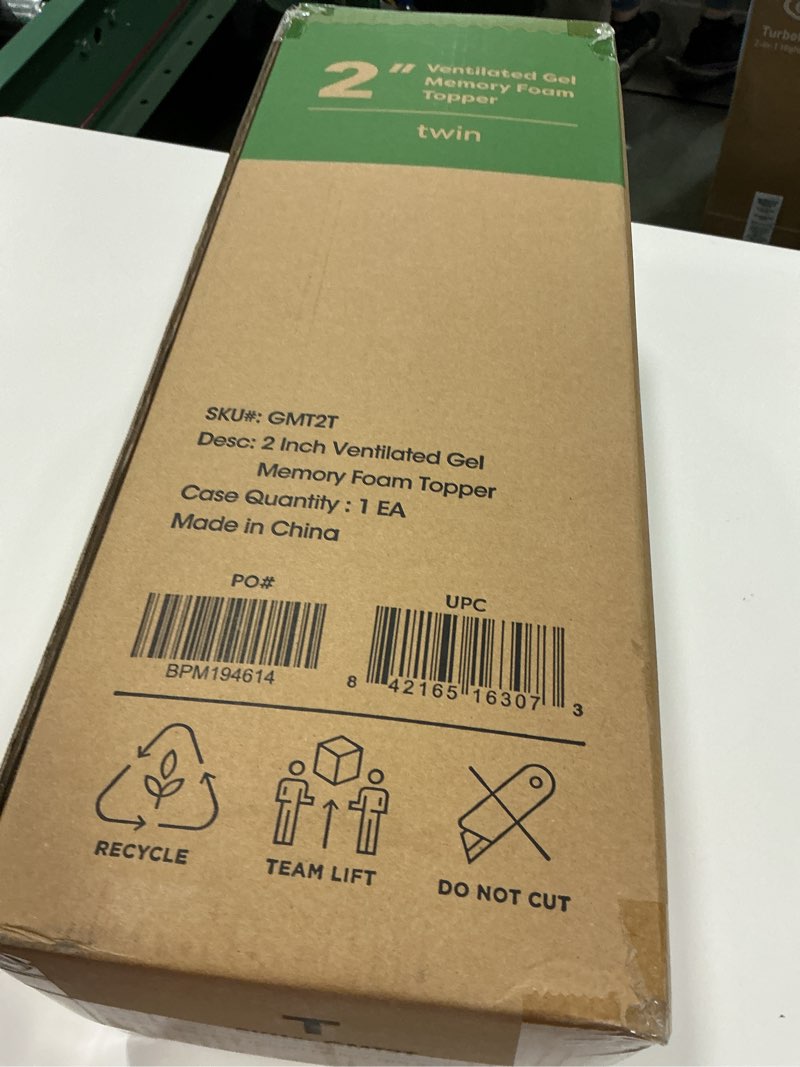 2" Ventilated Gel
Memory Foam
Topper
twin
SKU#: GMT2T
Desc: 2 Inch Ventilated Gel
Memory Foam Topper
Case Quantity : 1 EA
Made in China
PO#
BPM194614
UPC
8 42165 16307 3
RECYCLE
TEAM LIFT
DO NOT CUT
T